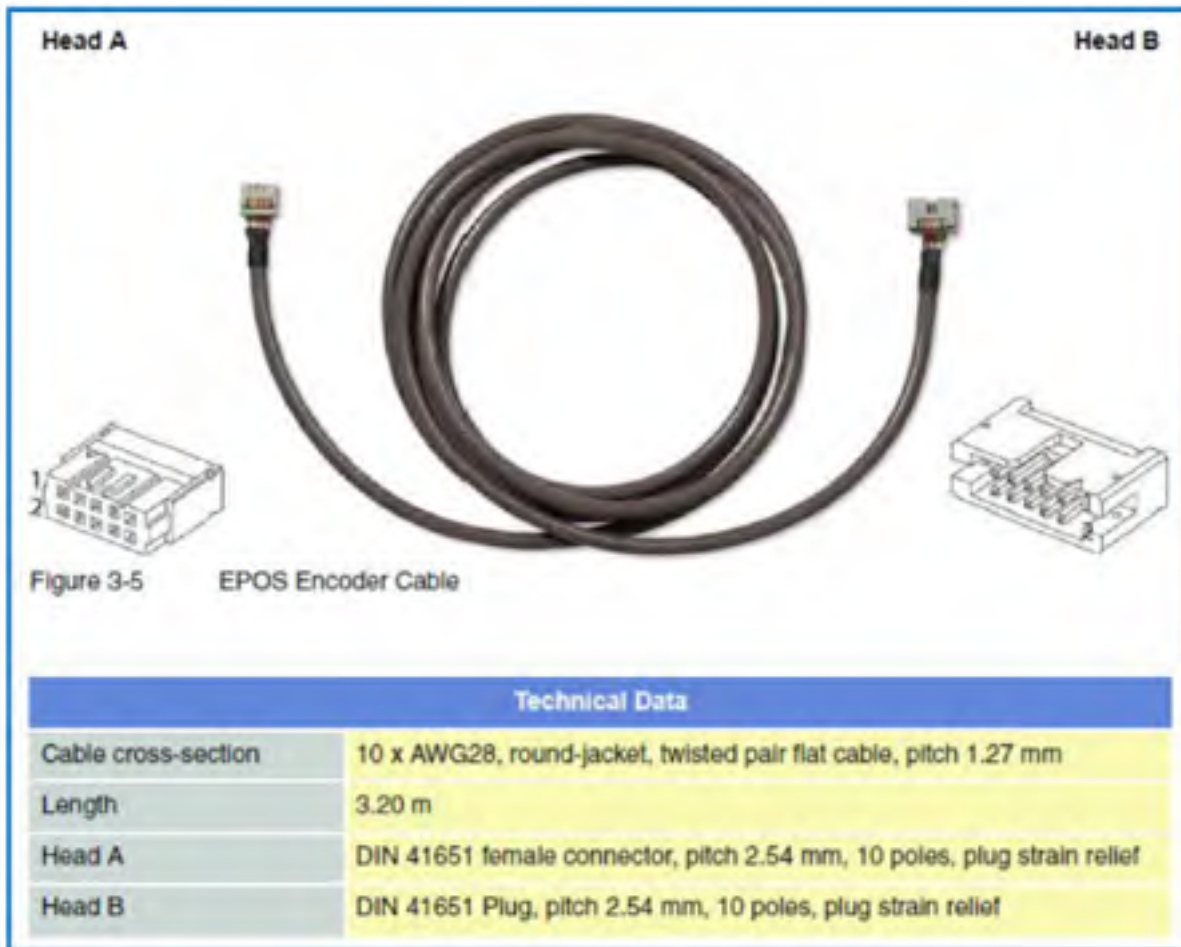 Head A
Head B
1
2
Figure 3-5 EPOS Encoder Cable
Technical Data
Cable cross-section 10 x AWG28, round-jacket, twisted pair flat cable, pitch 1.27 mm
Length 3.20 m
Head A DIN 41651 female connector, pitch 2.54 mm, 10 poles, plug strain relief
Head B DIN 41651 Plug, pitch 2.54 mm, 10 poles, plug strain relief